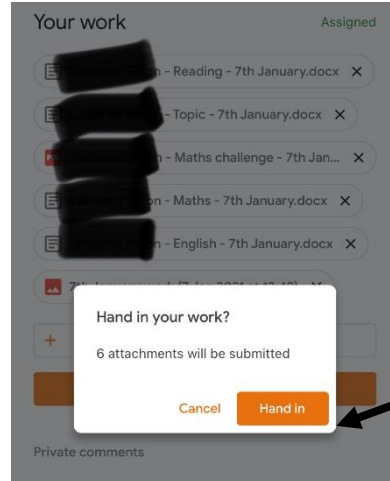 Your work
Assigned
- Reading - 7th January.docx
- Topic - 7th January.docx
- Maths challenge - 7th Jan...
- Maths - 7th January.docx
- English - 7th January.docx
Hand in your work?
6 attachments will be submitted
Cancel
Hand in
Private comments